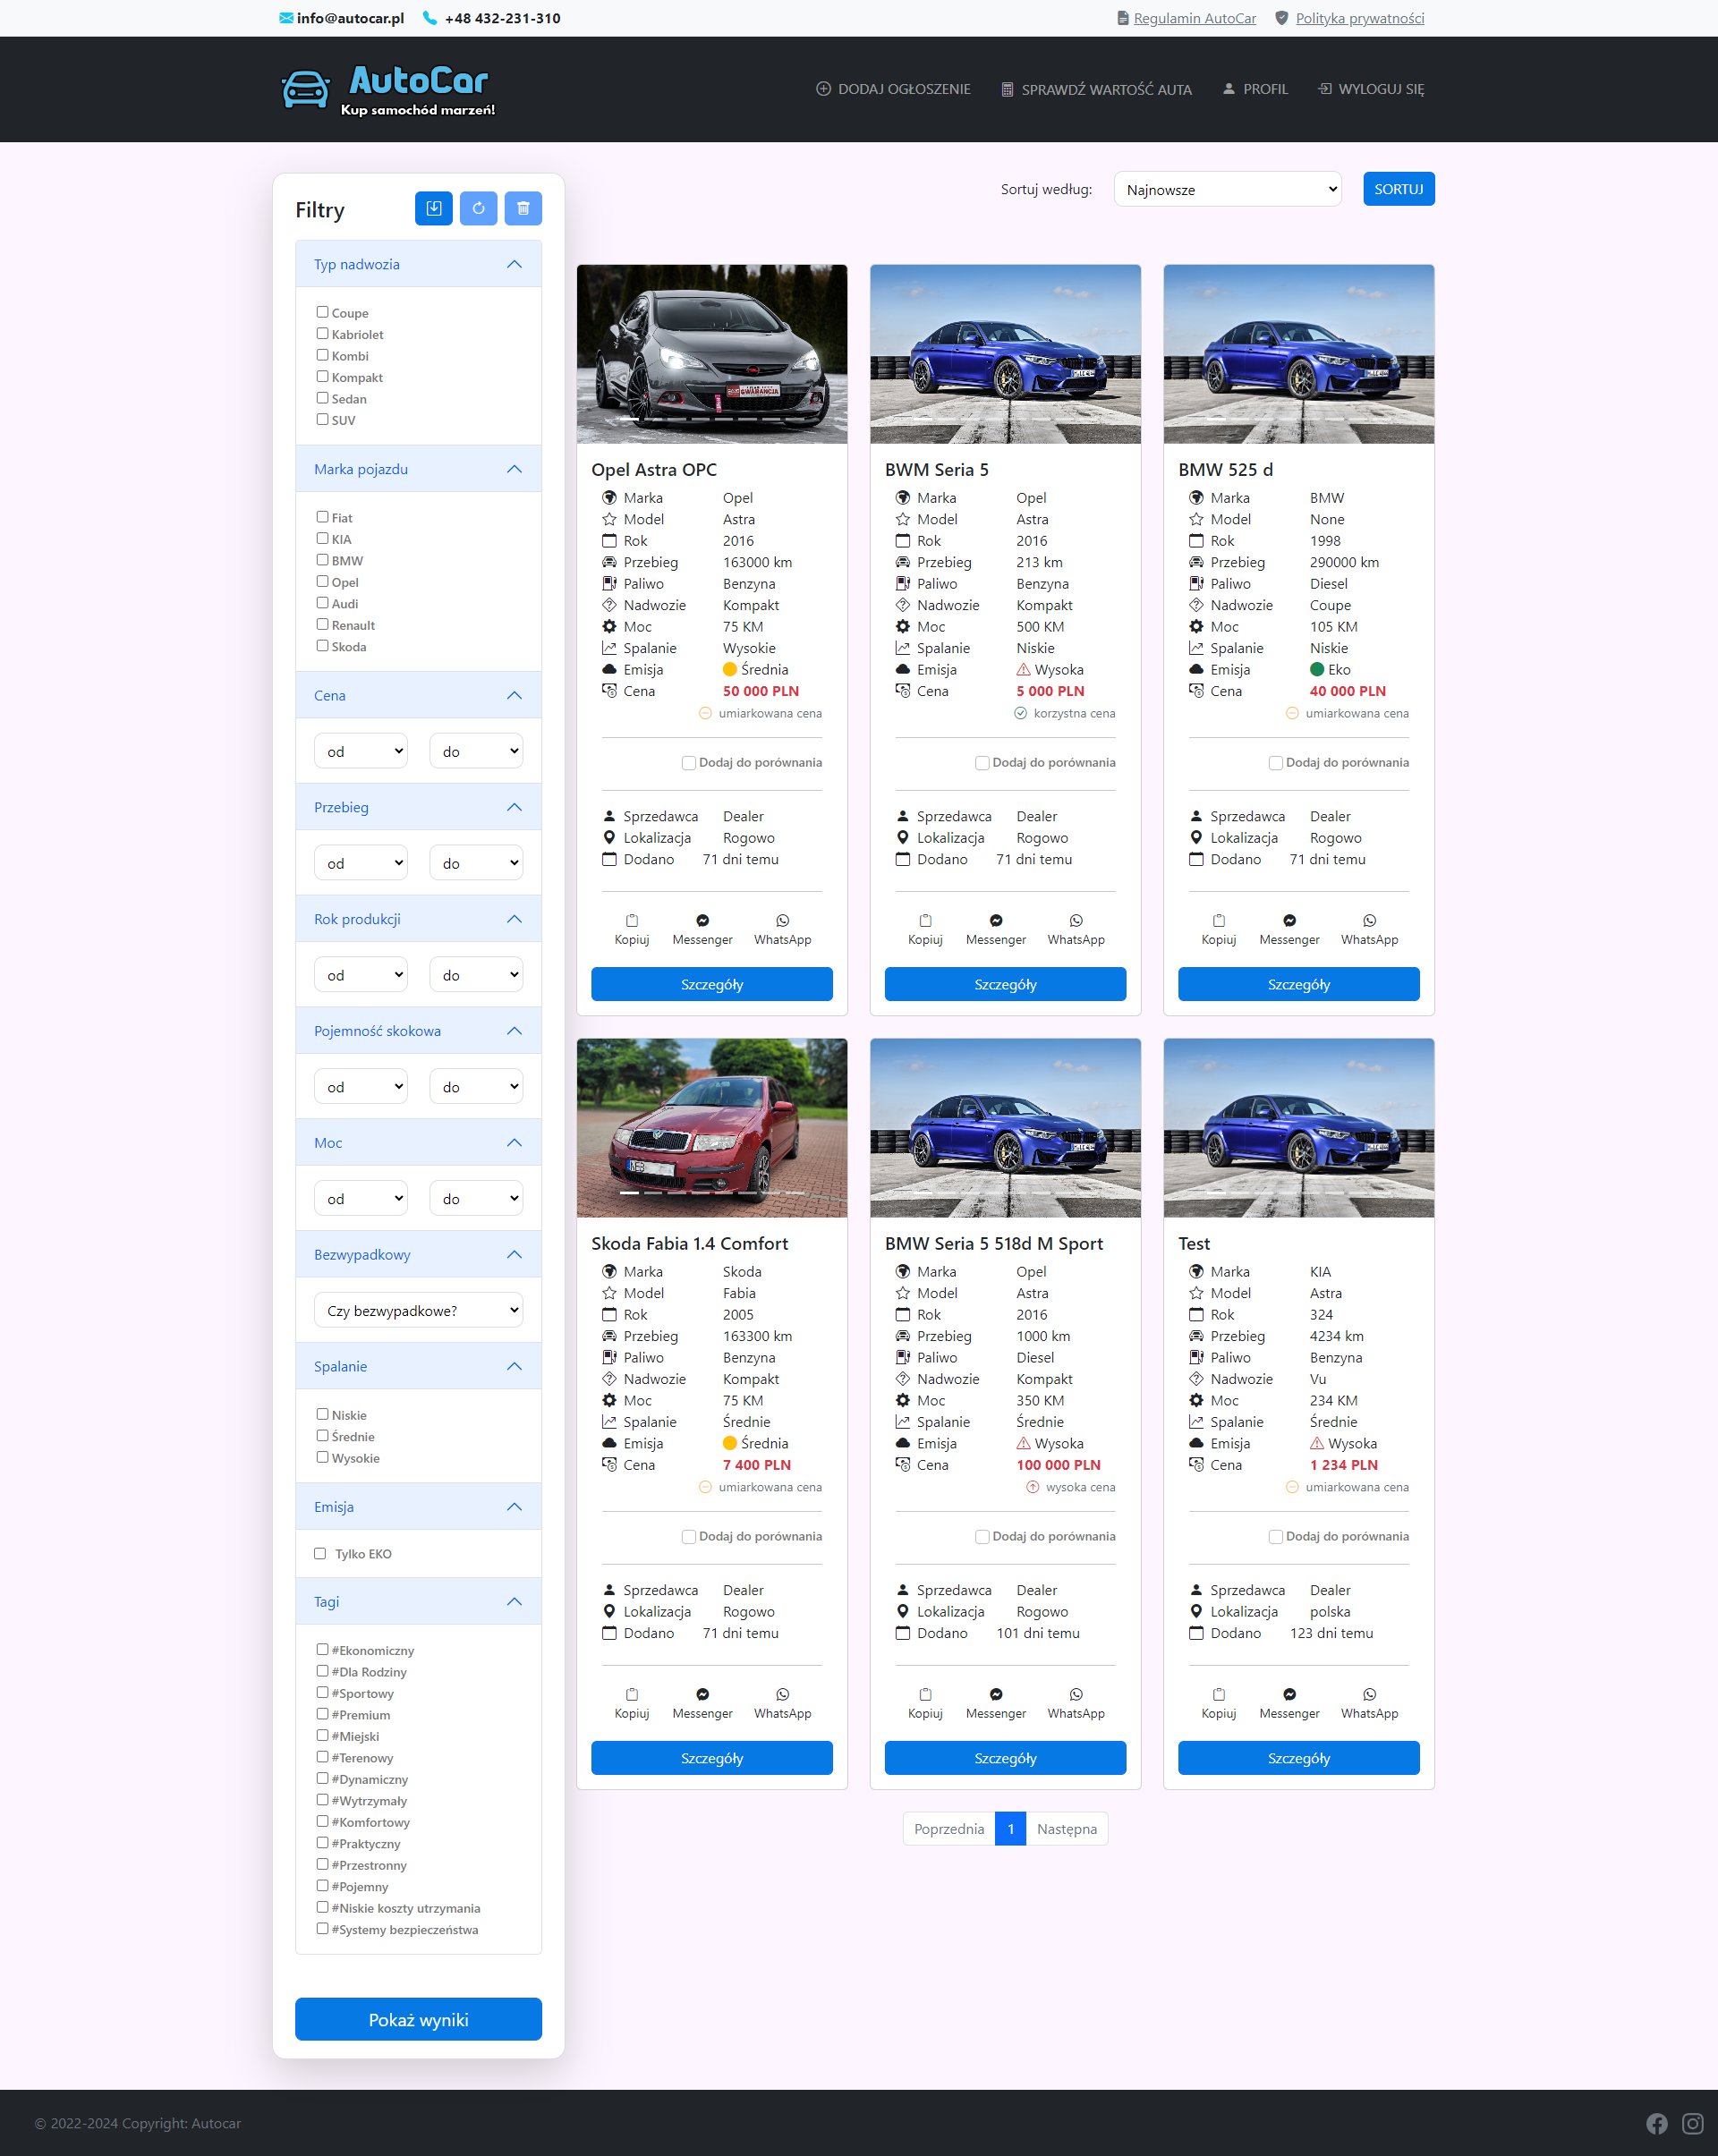 info@autocar.pl +48 432-231-310 Regulamin AutoCar Polityka prywatności
AutoCar
Kup samochód marzeń!
DODAJ OGŁOSZENIE SPRAWDŹ WARTOŚĆ AUTA PROFIL WYLOGUJ SIĘ
Filtry
Typ nadwozia
Coupe
Kabriolet
Kombi
Kompakt
Sedan
SUV
Marka pojazdu
Fiat
KIA
BMW
Opel
Audi
Renault
Skoda
Cena
od do
Przebieg
od do
Rok produkcji
od do
Pojemność skokowa
od do
Moc
od do
Bezwypadkowy
Czy bezwypadkowe?
Spalanie
Niskie
Średnie
Wysokie
Emisja
Tylko EKO
Tagi
#Ekonomiczny
#Dla Rodziny
#Sportowy
#Premium
#Miejski
#Terenowy
#Dynamiczny
#Wytrzymały
#Komfortowy
#Praktyczny
#Przestronny
#Pojemny
#Niskie koszty utrzymania
#Systemy bezpieczeństwa
Pokaż wyniki
Sortuj według: Najnowsze SORTUJ
GWARANCJA
Opel Astra OPC
Marka Opel
Model Astra
Rok 2016
Przebieg 163000 km
Paliwo Benzyna
Nadwozie Kompakt
Moc 75 KM
Spalanie Wysokie
Emisja Średnia
Cena 50 000 PLN
umiarkowana cena
Dodaj do porównania
Sprzedawca Dealer
Lokalizacja Rogowo
Dodano 71 dni temu
Kopiuj Messenger WhatsApp
Szczegóły
BWM Seria 5
Marka Opel
Model Astra
Rok 2016
Przebieg 213 km
Paliwo Benzyna
Nadwozie Kompakt
Moc 500 KM
Spalanie Niskie
Emisja Wysoka
Cena 5 000 PLN
korzystna cena
Dodaj do porównania
Sprzedawca Dealer
Lokalizacja Rogowo
Dodano 71 dni temu
Kopiuj Messenger WhatsApp
Szczegóły
BMW 525 d
Marka BMW
Model None
Rok 1998
Przebieg 290000 km
Paliwo Diesel
Nadwozie Coupe
Moc 105 KM
Spalanie Niskie
Emisja Eko
Cena 40 000 PLN
umiarkowana cena
Dodaj do porównania
Sprzedawca Dealer
Lokalizacja Rogowo
Dodano 71 dni temu
Kopiuj Messenger WhatsApp
Szczegóły
NEB
Skoda Fabia 1.4 Comfort
Marka Skoda
Model Fabia
Rok 2005
Przebieg 163300 km
Paliwo Benzyna
Nadwozie Kompakt
Moc 75 KM
Spalanie Średnie
Emisja Średnia
Cena 7 400 PLN
umiarkowana cena
Dodaj do porównania
Sprzedawca Dealer
Lokalizacja Rogowo
Dodano 71 dni temu
Kopiuj Messenger WhatsApp
Szczegóły
BMW Seria 5 518d M Sport
Marka Opel
Model Astra
Rok 2016
Przebieg 1000 km
Paliwo Diesel
Nadwozie Kompakt
Moc 350 KM
Spalanie Średnie
Emisja Wysoka
Cena 100 000 PLN
wysoka cena
Dodaj do porównania
Sprzedawca Dealer
Lokalizacja Rogowo
Dodano 101 dni temu
Kopiuj Messenger WhatsApp
Szczegóły
Test
Marka KIA
Model Astra
Rok 324
Przebieg 4234 km
Paliwo Benzyna
Nadwozie Vu
Moc 234 KM
Spalanie Średnie
Emisja Wysoka
Cena 1 234 PLN
umiarkowana cena
Dodaj do porównania
Sprzedawca Dealer
Lokalizacja polska
Dodano 123 dni temu
Kopiuj Messenger WhatsApp
Szczegóły
Poprzednia 1 Następna
© 2022-2024 Copyright: Autocar